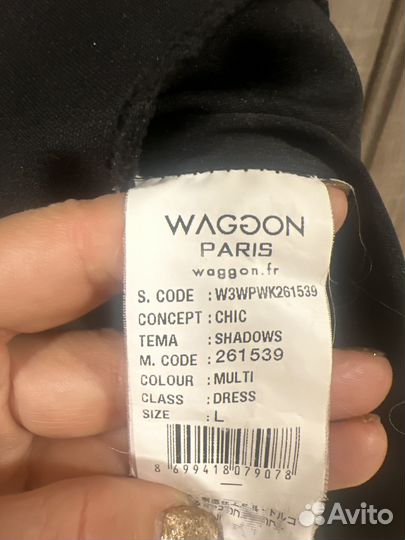 WAGGON
PARIS
waggon.fr
S. CODE : W3WPWK261539
CONCEPT : CHIC
TEMA : SHADOWS
M. CODE : 261539
COLOUR : MULTI
CLASS : DRESS
SIZE : L
8 699418 079078
Avito